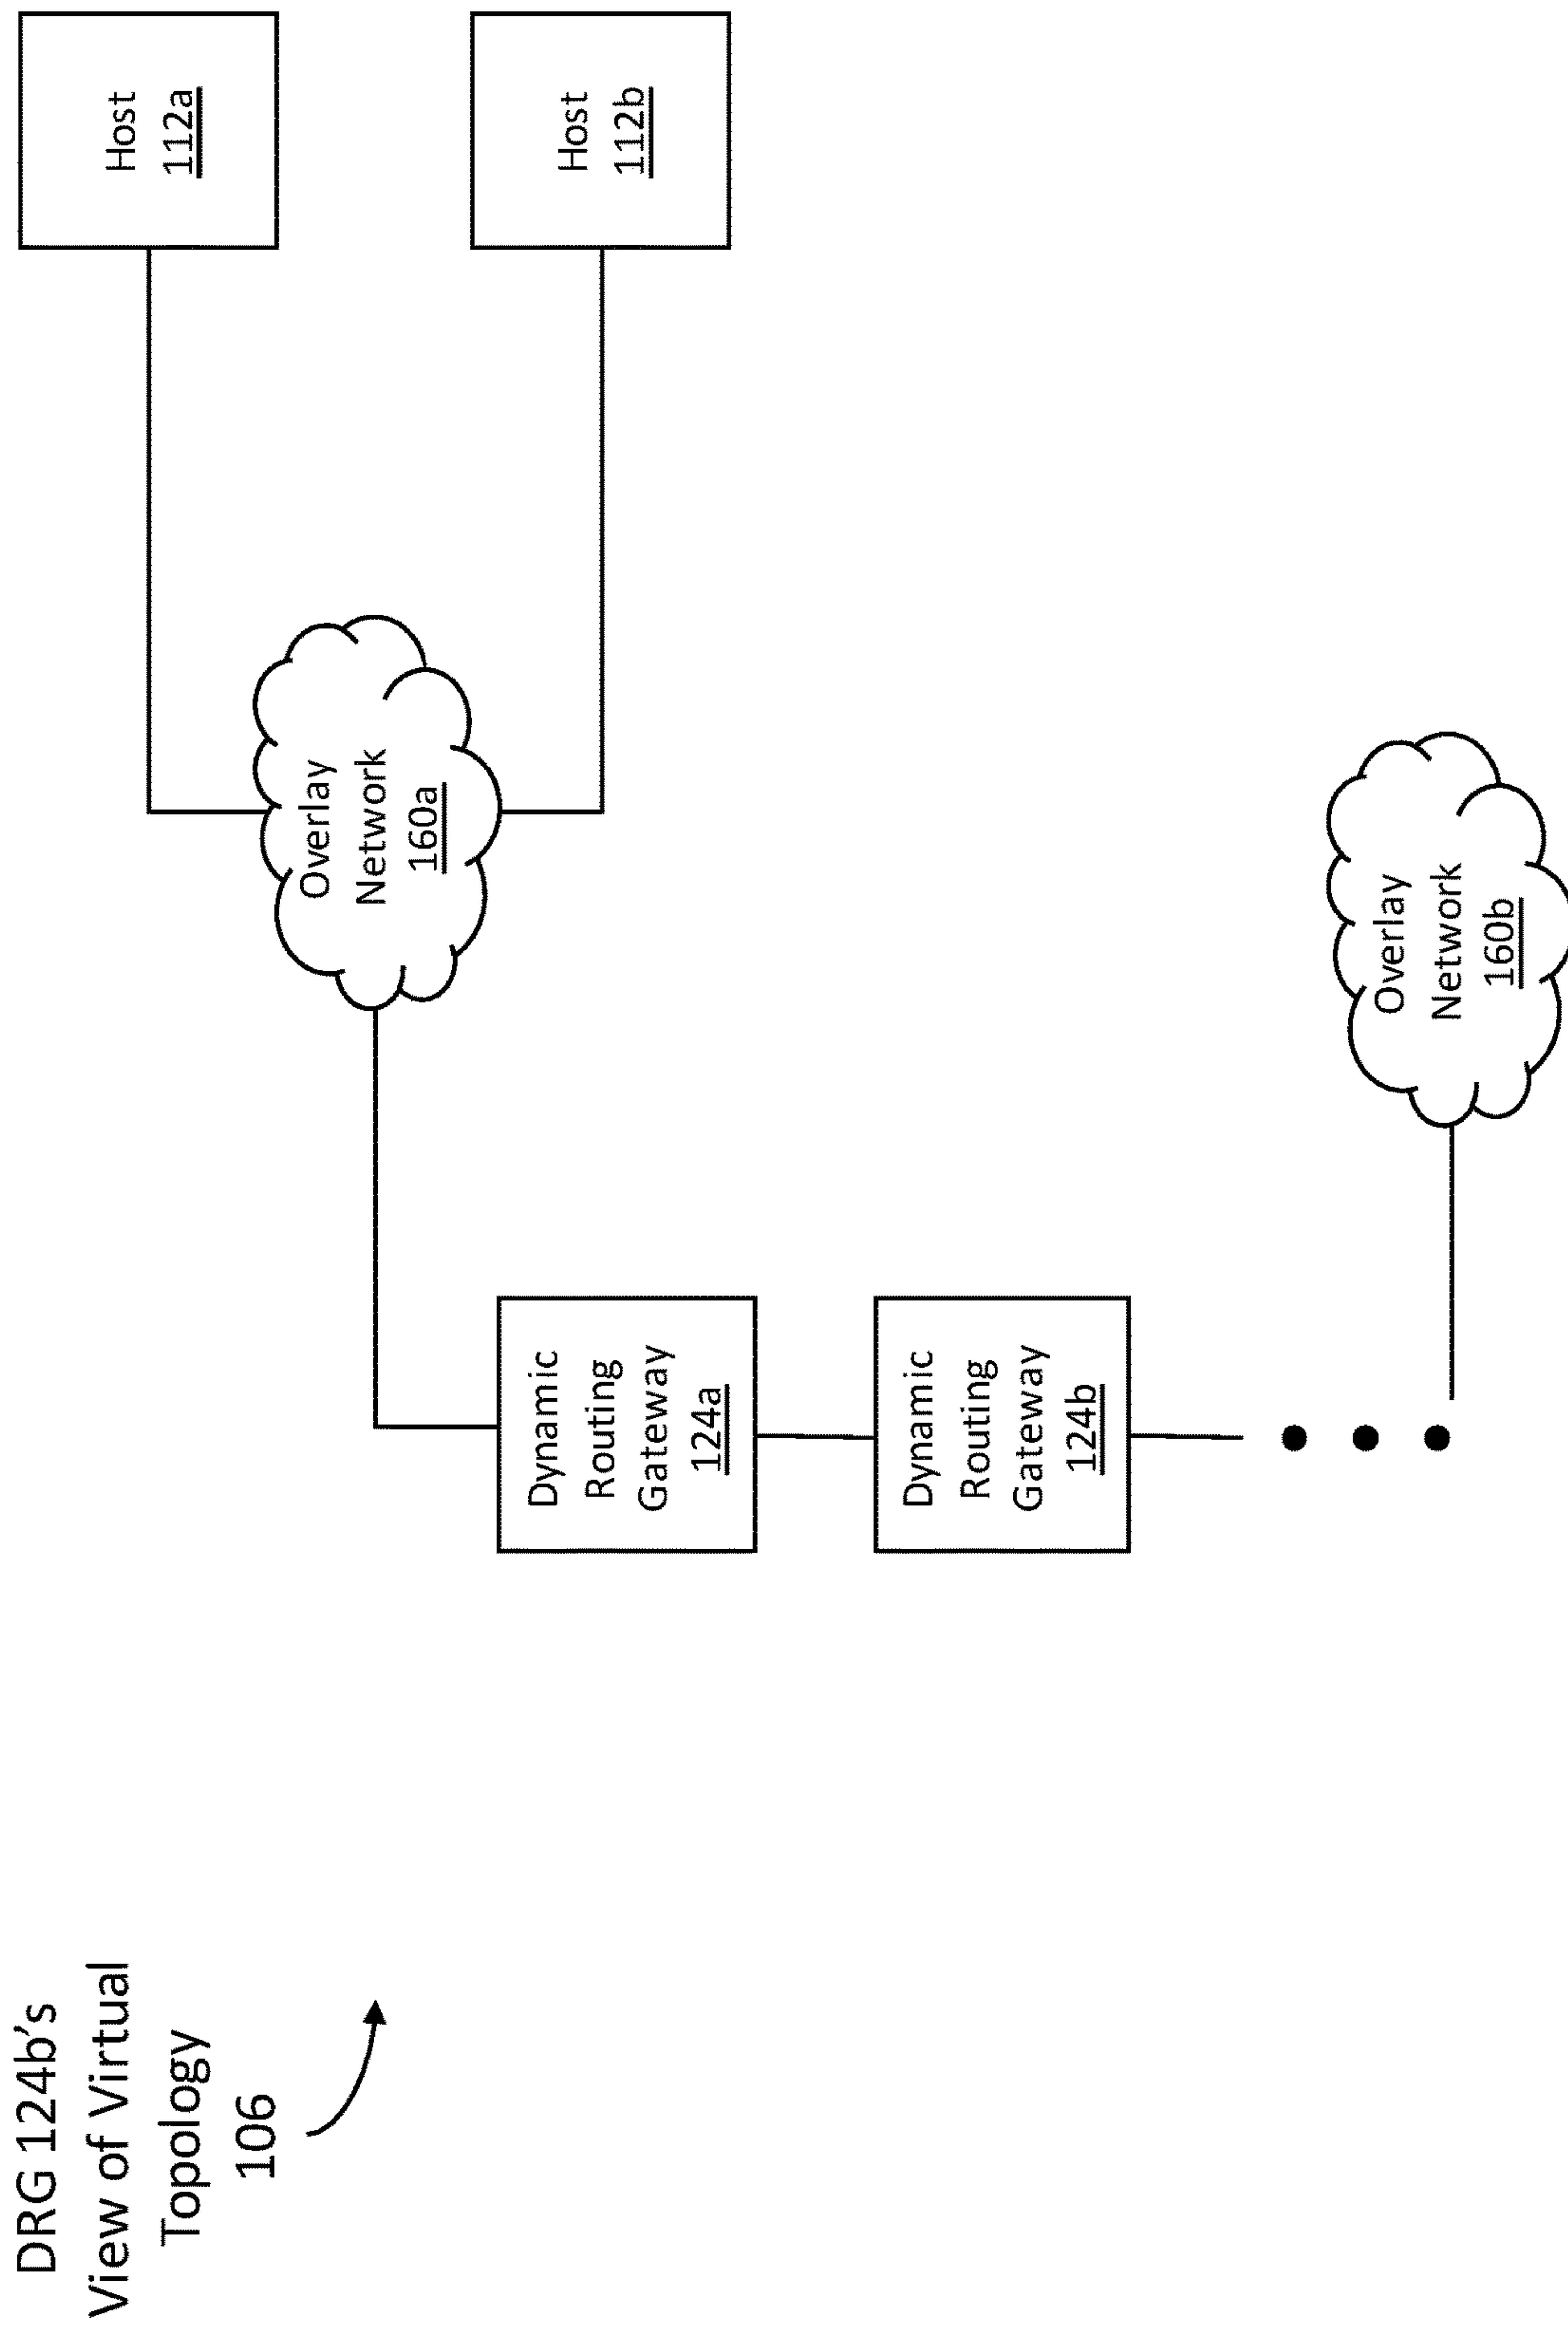 DRG 124b's
View of Virtual
Topology
106
Host
112a
Host
112b
Overlay
Network
160a
Dynamic
Routing
Gateway
124a
Dynamic
Routing
Gateway
124b
Overlay
Network
160b